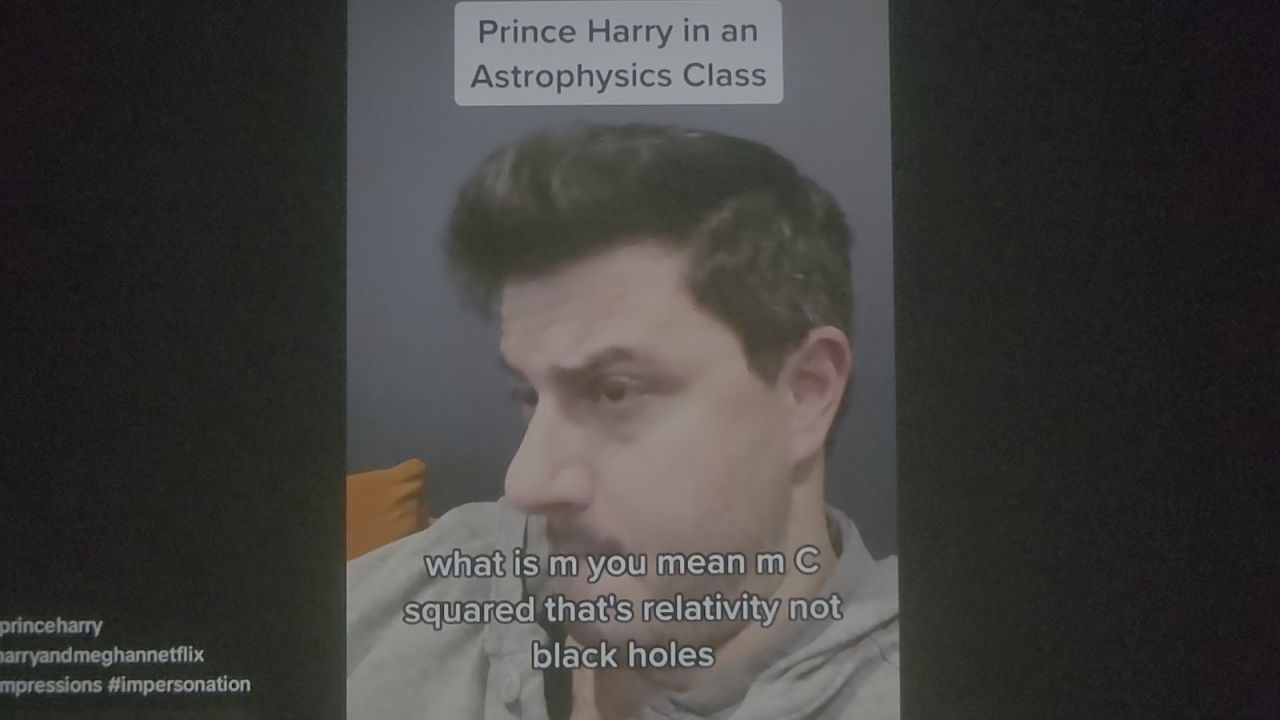 Prince Harry in an
Astrophysics Class
what is m you mean m C
squared that's relativity not
black holes
princeharry
harryandmeghannetflix
mpressions #impersonation